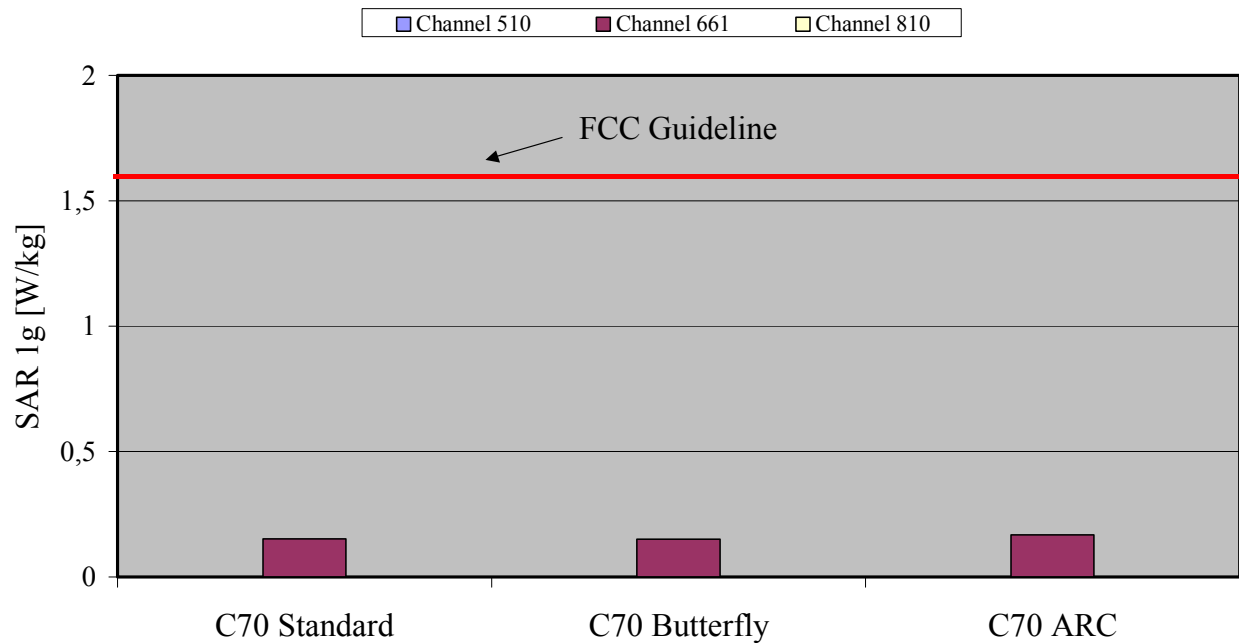 Channel 510 Channel 661 Channel 810
2
FCC Guideline
1,5
1
0,5
0
SAR 1g [W/kg]
C70 Standard C70 Butterfly C70 ARC